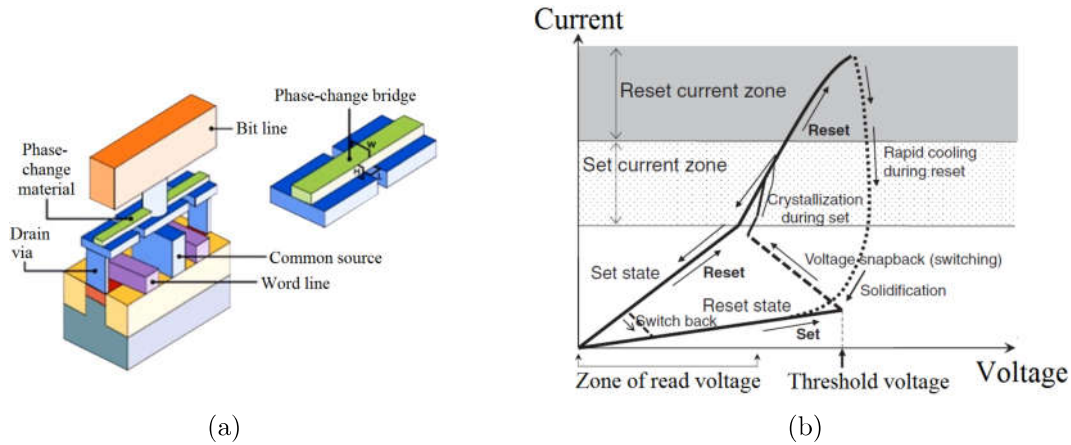 Phase-change bridge
W
H
L
Bit line
Phase-
change
material
Drain
via
Common source
Word line
(a)
Current
Reset current zone
Reset
Set current zone
Rapid cooling
during reset
Crystallization
during set
Set state
Reset
Voltage snapback (switching)
Reset state
Solidification
Switch back
Set
Voltage
Zone of read voltage
Threshold voltage
(b)